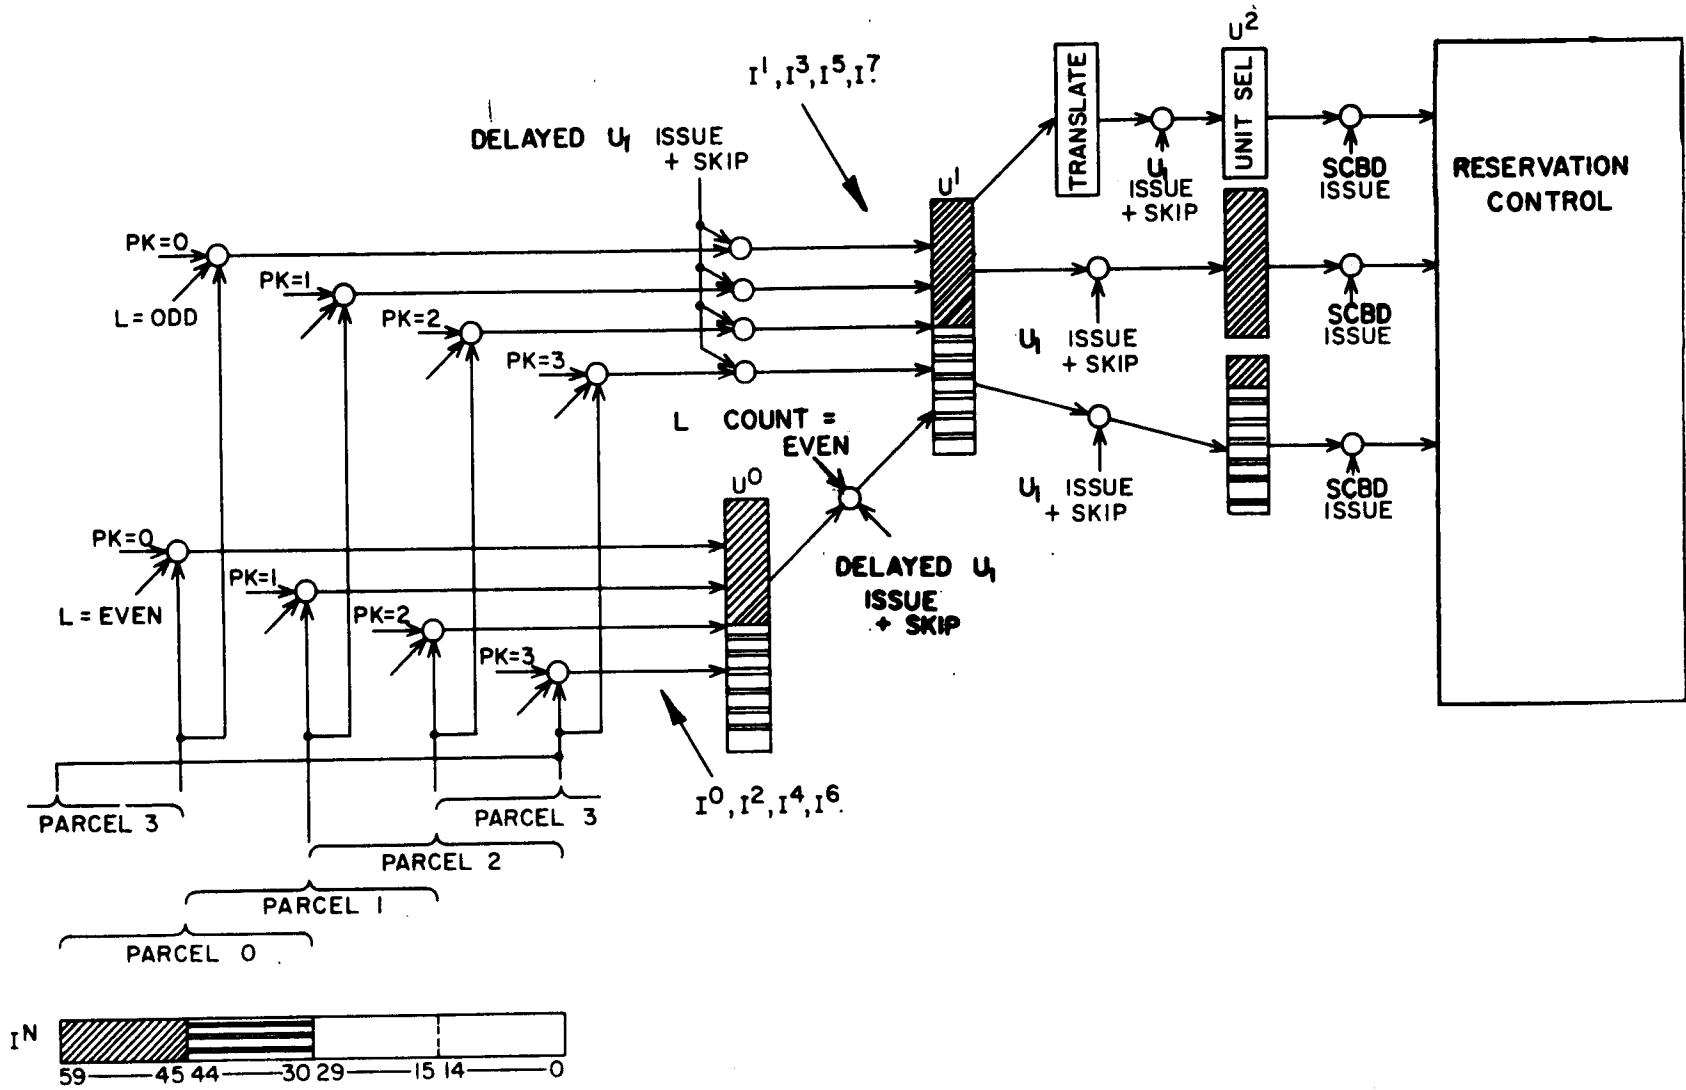 U²
I¹, I³, I⁵, I⁷.
TRANSLATE
UNIT SEL
DELAYED U₁ ISSUE
+ SKIP
U₁
ISSUE
+ SKIP
SCBD
ISSUE
RESERVATION
CONTROL
U¹
PK=0
L=ODD
PK=1
PK=2
PK=3
U₁ ISSUE
+ SKIP
SCBD
ISSUE
L COUNT =
EVEN
U⁰
U₁ ISSUE
+ SKIP
SCBD
ISSUE
PK=0
L=EVEN
PK=1
PK=2
PK=3
DELAYED U₁
ISSUE
+ SKIP
I⁰, I², I⁴, I⁶.
PARCEL 3
PARCEL 3
PARCEL 2
PARCEL 1
PARCEL 0
Iᴺ
59 45 44 30 29 15 14 0